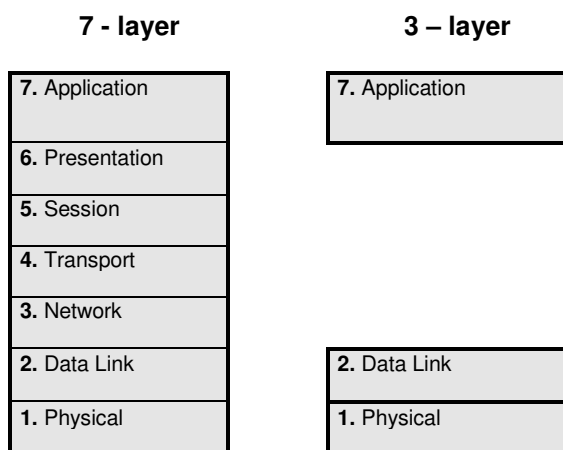 7 - layer
3 – layer
7. Application
7. Application
6. Presentation
5. Session
4. Transport
3. Network
2. Data Link
2. Data Link
1. Physical
1. Physical